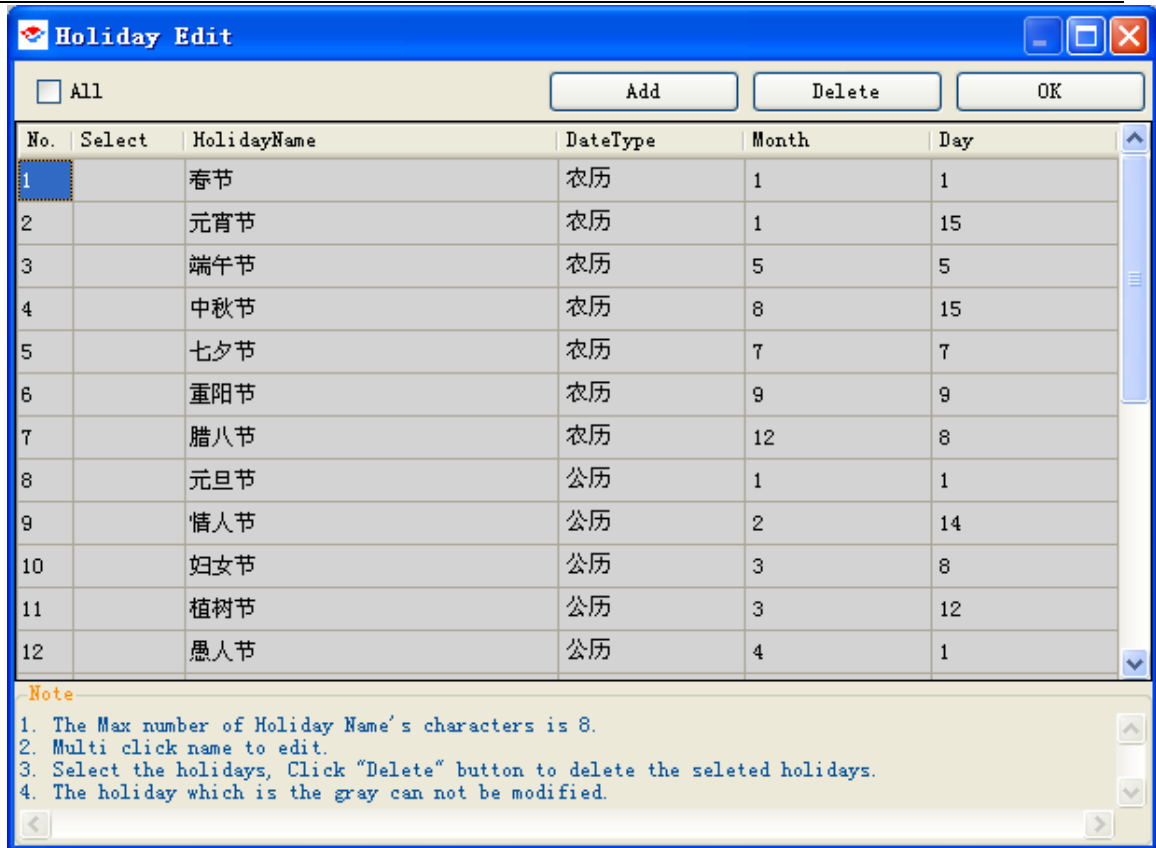 Holiday Edit
All Add Delete OK
No. Select HolidayName DateType Month Day
1 春节 农历 1 1
2 元宵节 农历 1 15
3 端午节 农历 5 5
4 中秋节 农历 8 15
5 七夕节 农历 7 7
6 重阳节 农历 9 9
7 腊八节 农历 12 8
8 元旦节 公历 1 1
9 情人节 公历 2 14
10 妇女节 公历 3 8
11 植树节 公历 3 12
12 愚人节 公历 4 1
Note
1. The Max number of Holiday Name's characters is 8.
2. Multi click name to edit.
3. Select the holidays, Click "Delete" button to delete the seleted holidays.
4. The holiday which is the gray can not be modified.